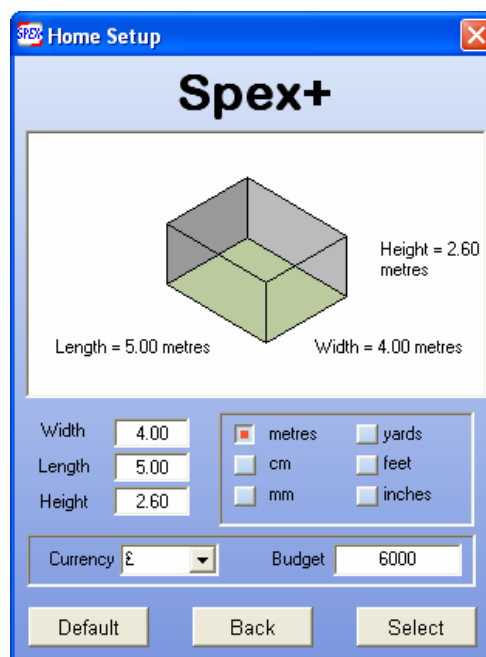 SPEX Home Setup
Spex+
Height = 2.60
metres
Length = 5.00 metres Width = 4.00 metres
Width 4.00 metres yards
Length 5.00 cm feet
Height 2.60 mm inches
Currency £ Budget 6000
Default Back Select